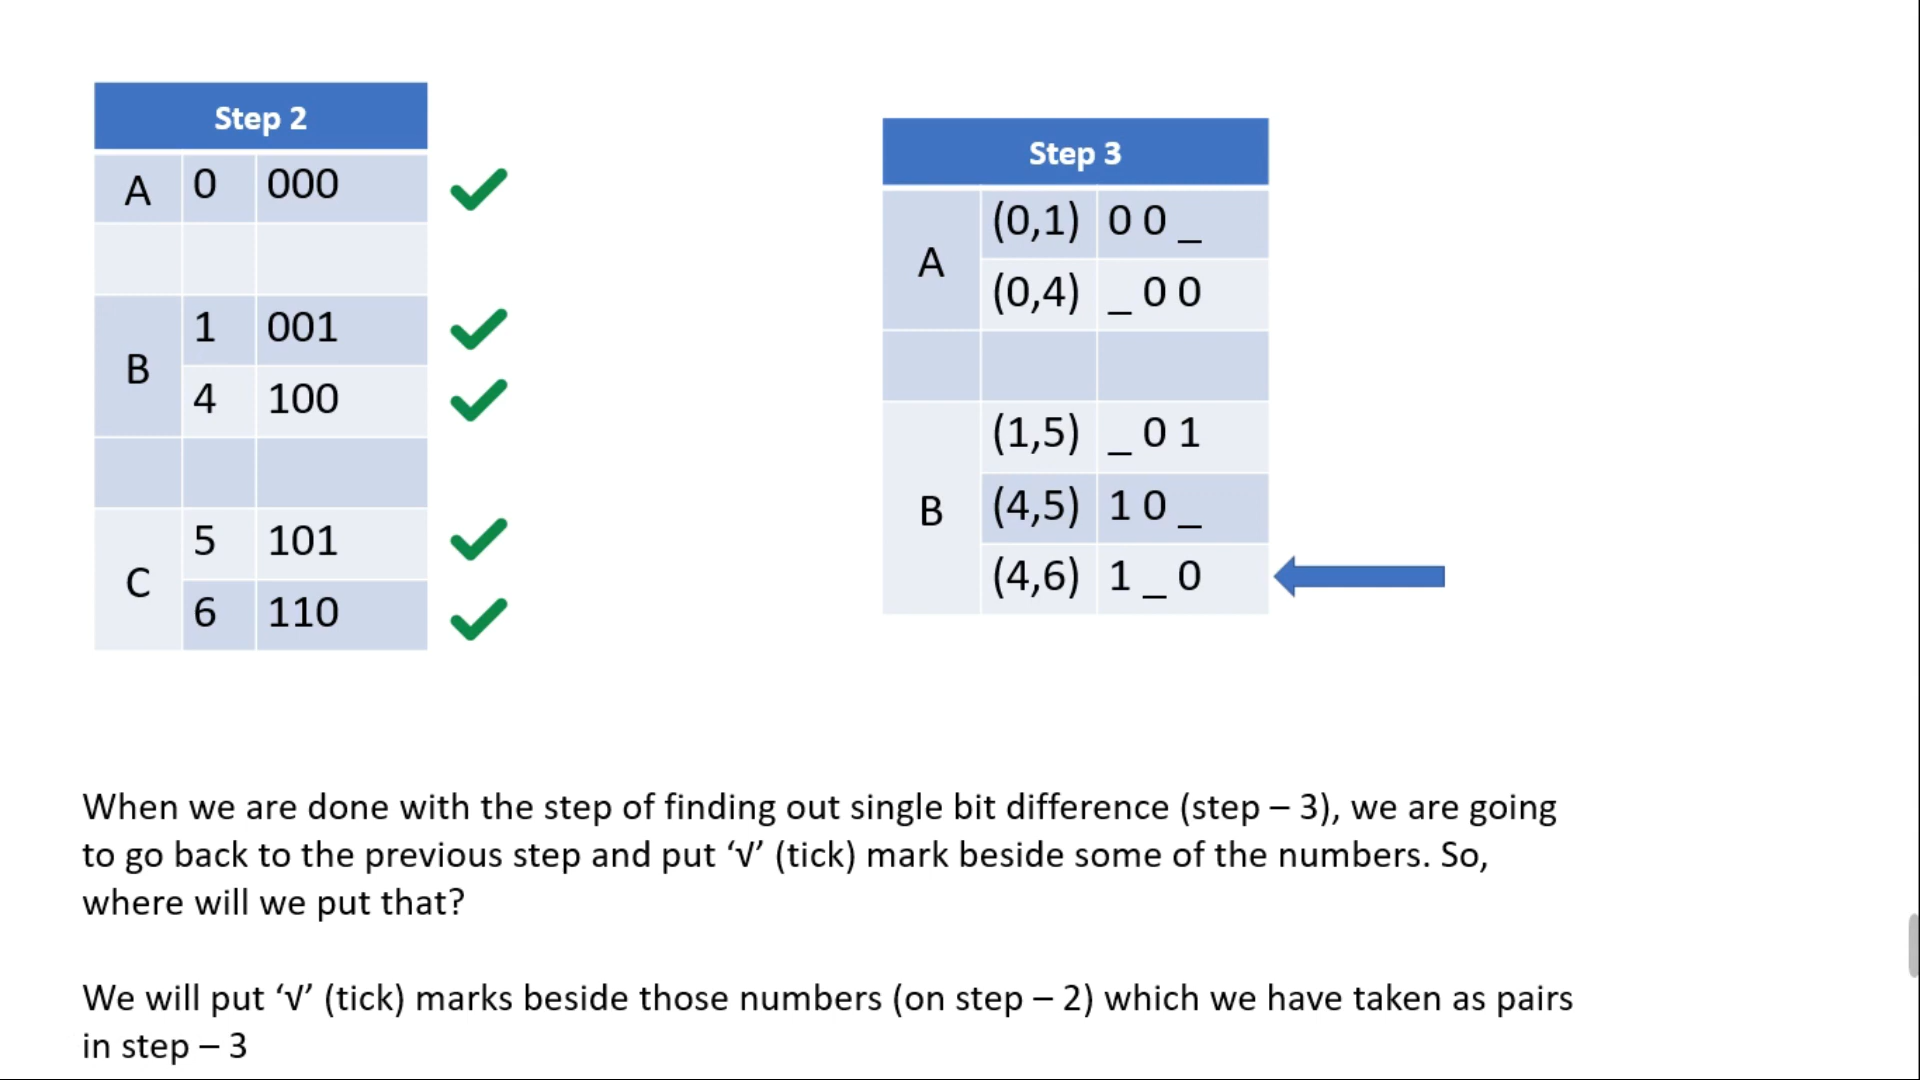 Step 2
A 0 000
B
1 001
4 100
C
5 101
6 110
Step 3
A
(0,1) 0 0 _
(0,4) _ 0 0
B
(1,5) _ 0 1
(4,5) 1 0 _
(4,6) 1 _ 0
When we are done with the step of finding out single bit difference (step – 3), we are going
to go back to the previous step and put ‘√’ (tick) mark beside some of the numbers. So,
where will we put that?
We will put ‘√’ (tick) marks beside those numbers (on step – 2) which we have taken as pairs
in step – 3